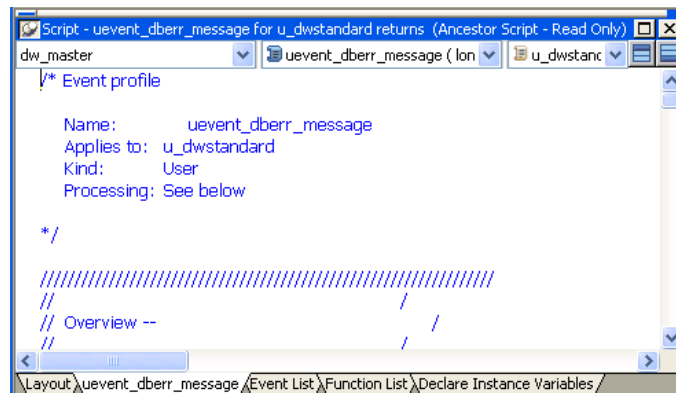 Script - uevent_dberr_message for u_dwstandard returns (Ancestor Script - Read Only)
dw_master uevent_dberr_message ( lon u_dwstanc
/* Event profile
Name: uevent_dberr_message
Applies to: u_dwstandard
Kind: User
Processing: See below
*/
////////////////////////////////////////////////////////////////
// /
// Overview -- /
// /
Layout uevent_dberr_message Event List Function List Declare Instance Variables